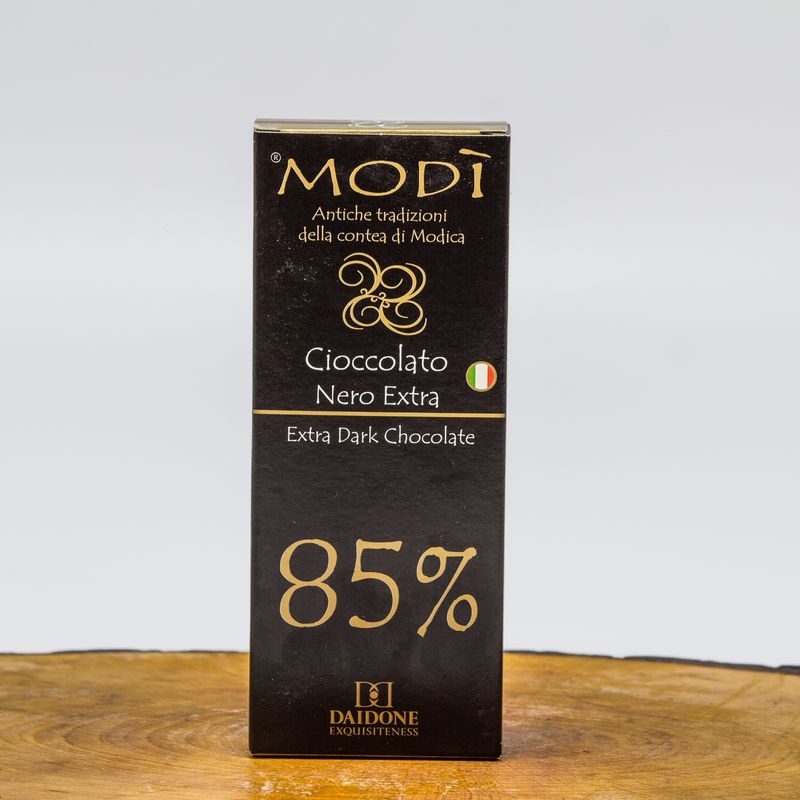 ® MODÌ
Antiche tradizioni
della contea di Modica
Cioccolato
Nero Extra
Extra Dark Chocolate
85%
DAIDONE
EXQUISITENESS